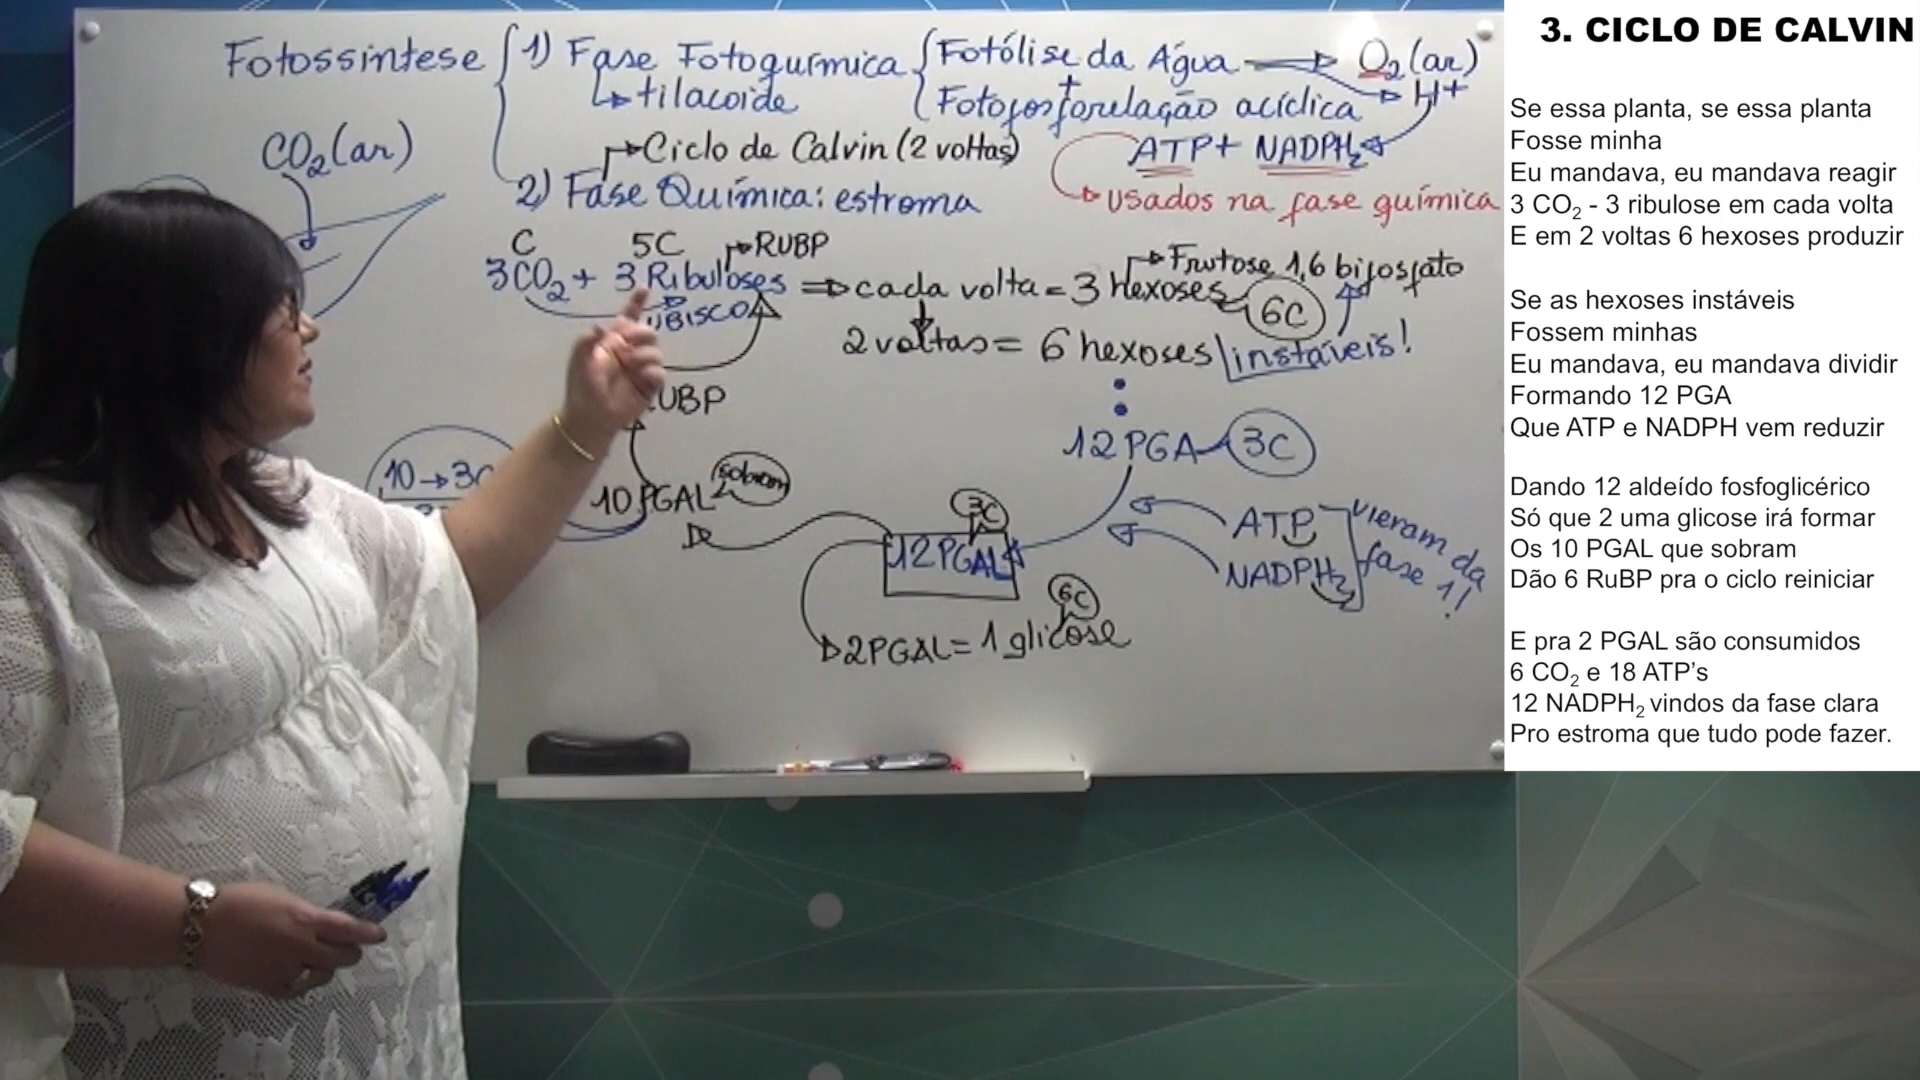 Fotossíntese
1) Fase Fotoquímica
tilacoide
Fotólise da Água O2 (ar)
+ H+
Fotofosforelação acíclica
ATP + NADPH2
usados na fase química
Ciclo de Calvin (2 voltas)
2) Fase Química: estroma
CO2 (ar)
C 5C RUBP
3CO2 + 3 Ribuloses cada volta = 3 hexoses Frutose 1,6 bifosfato
6C
2 voltas = 6 hexoses instáveis!
UBP
12 PGA 3C
10 → 3C
10 PGAL sobram
12 PGAL 3C
ATP
NADPH2
vieram da fase 1!
2 PGAL = 1 glicose 6C
3. CICLO DE CALVIN
Se essa planta, se essa planta
Fosse minha
Eu mandava, eu mandava reagir
3 CO2 - 3 ribulose em cada volta
E em 2 voltas 6 hexoses produzir
Se as hexoses instáveis
Fossem minhas
Eu mandava, eu mandava dividir
Formando 12 PGA
Que ATP e NADPH vem reduzir
Dando 12 aldeído fosfoglicérico
Só que 2 uma glicose irá formar
Os 10 PGAL que sobram
Dão 6 RuBP pra o ciclo reiniciar
E pra 2 PGAL são consumidos
6 CO2 e 18 ATP’s
12 NADPH2 vindos da fase clara
Pro estroma que tudo pode fazer.